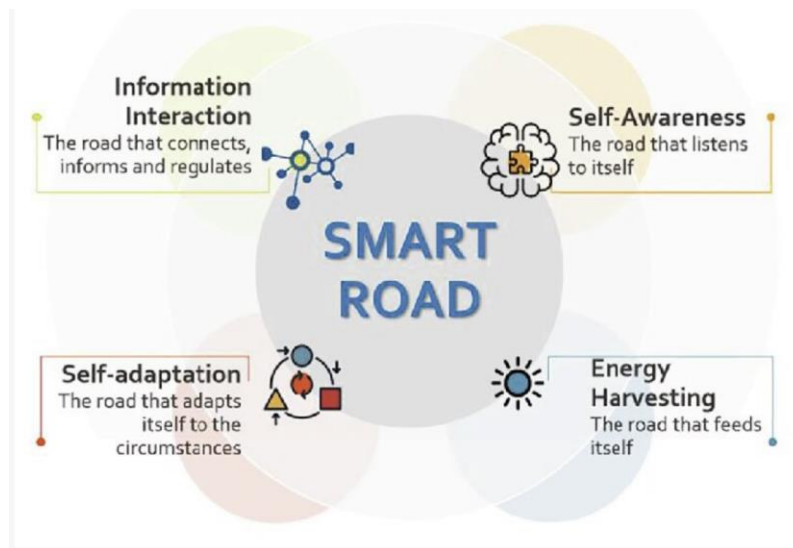 Information
Interaction
The road that connects,
informs and regulates
Self-Awareness
The road that listens
to itself
SMART
ROAD
Self-adaptation
The road that adapts
itself to the
circumstances
Energy
Harvesting
The road that feeds
itself